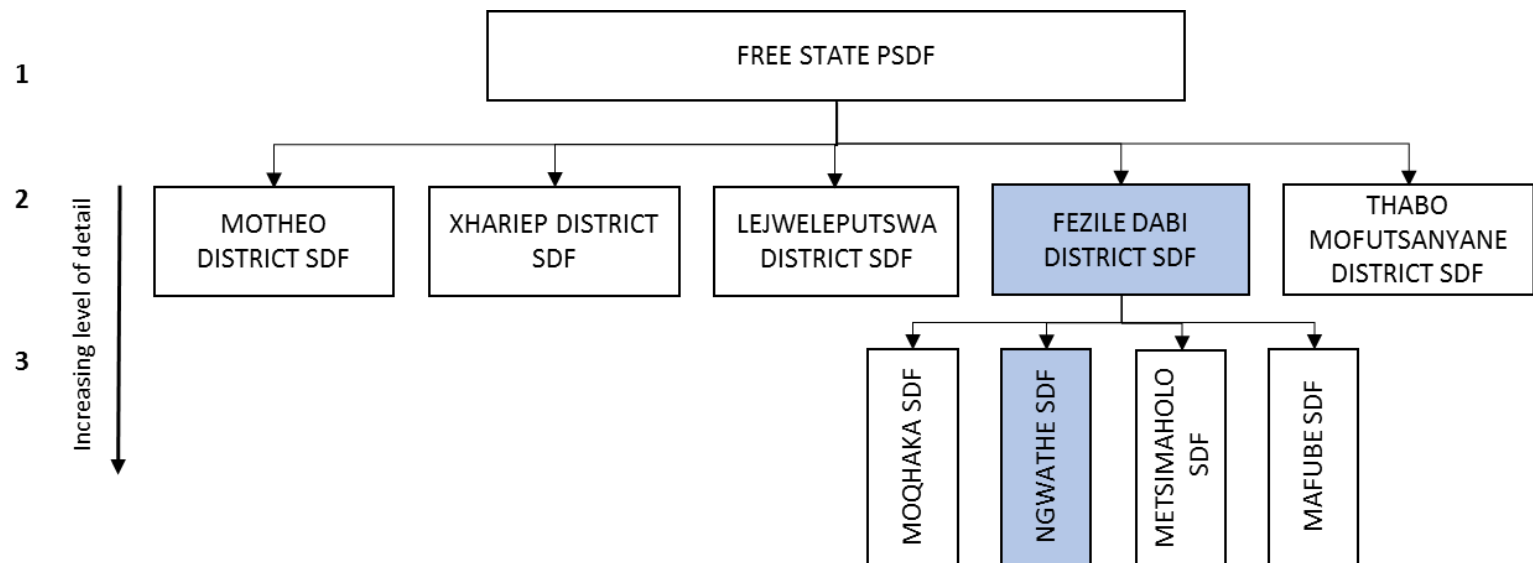 1
FREE STATE PSDF
2
Increasing level of detail
MOTHEO
DISTRICT SDF
XHARIEP DISTRICT
SDF
LEJWELEPUTSWA
DISTRICT SDF
FEZILE DABI
DISTRICT SDF
THABO
MOFUTSANYANE
DISTRICT SDF
3
MOQHAKA SDF
NGWATHE SDF
METSIMAHOLO
SDF
MAFUBE SDF